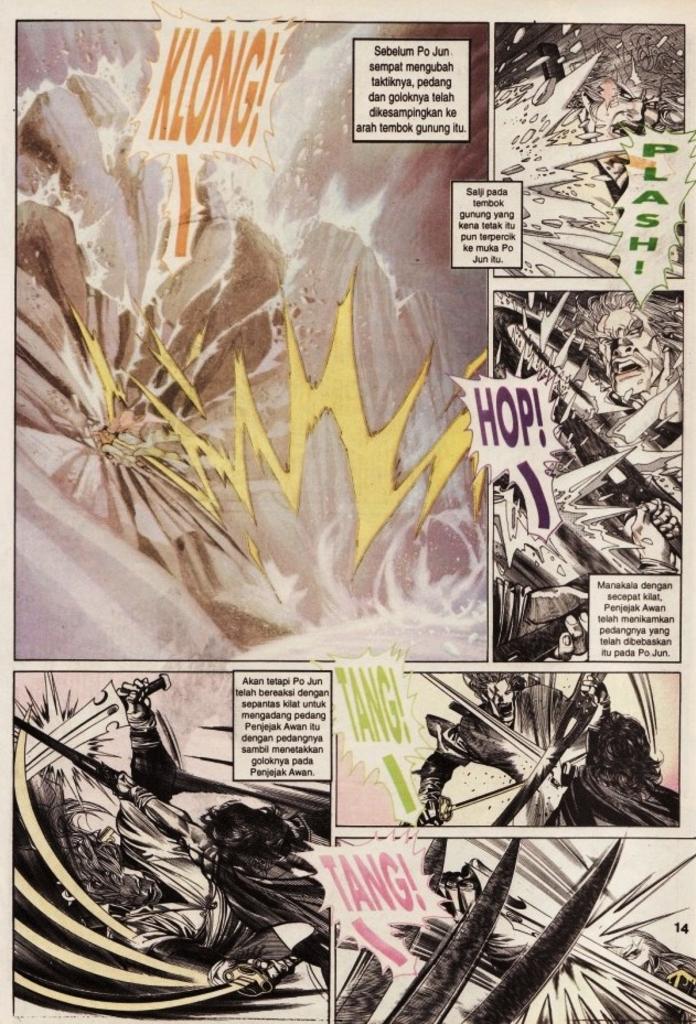 KLONG!
Sebelum Po Jun
sempat mengubah
taktiknya, pedang
dan goloknya telah
dikesampingkan ke
arah tembok gunung itu.
PLASH!
Salji pada
tembok
gunung yang
kena tetak itu
pun terpercik
ke muka Po
Jun itu.
HOP!
Manakala dengan
secepat kilat,
Penjejak Awan
telah menikamkan
pedangnya yang
telah dibebaskan
itu pada Po Jun.
Akan tetapi Po Jun
telah bereaksi dengan
sepantas kilat untuk
mengadang pedang
Penjejak Awan itu
dengan pedangnya
sambil menetakkan
goloknya pada
Penjejak Awan.
TANG!
TANG!
14